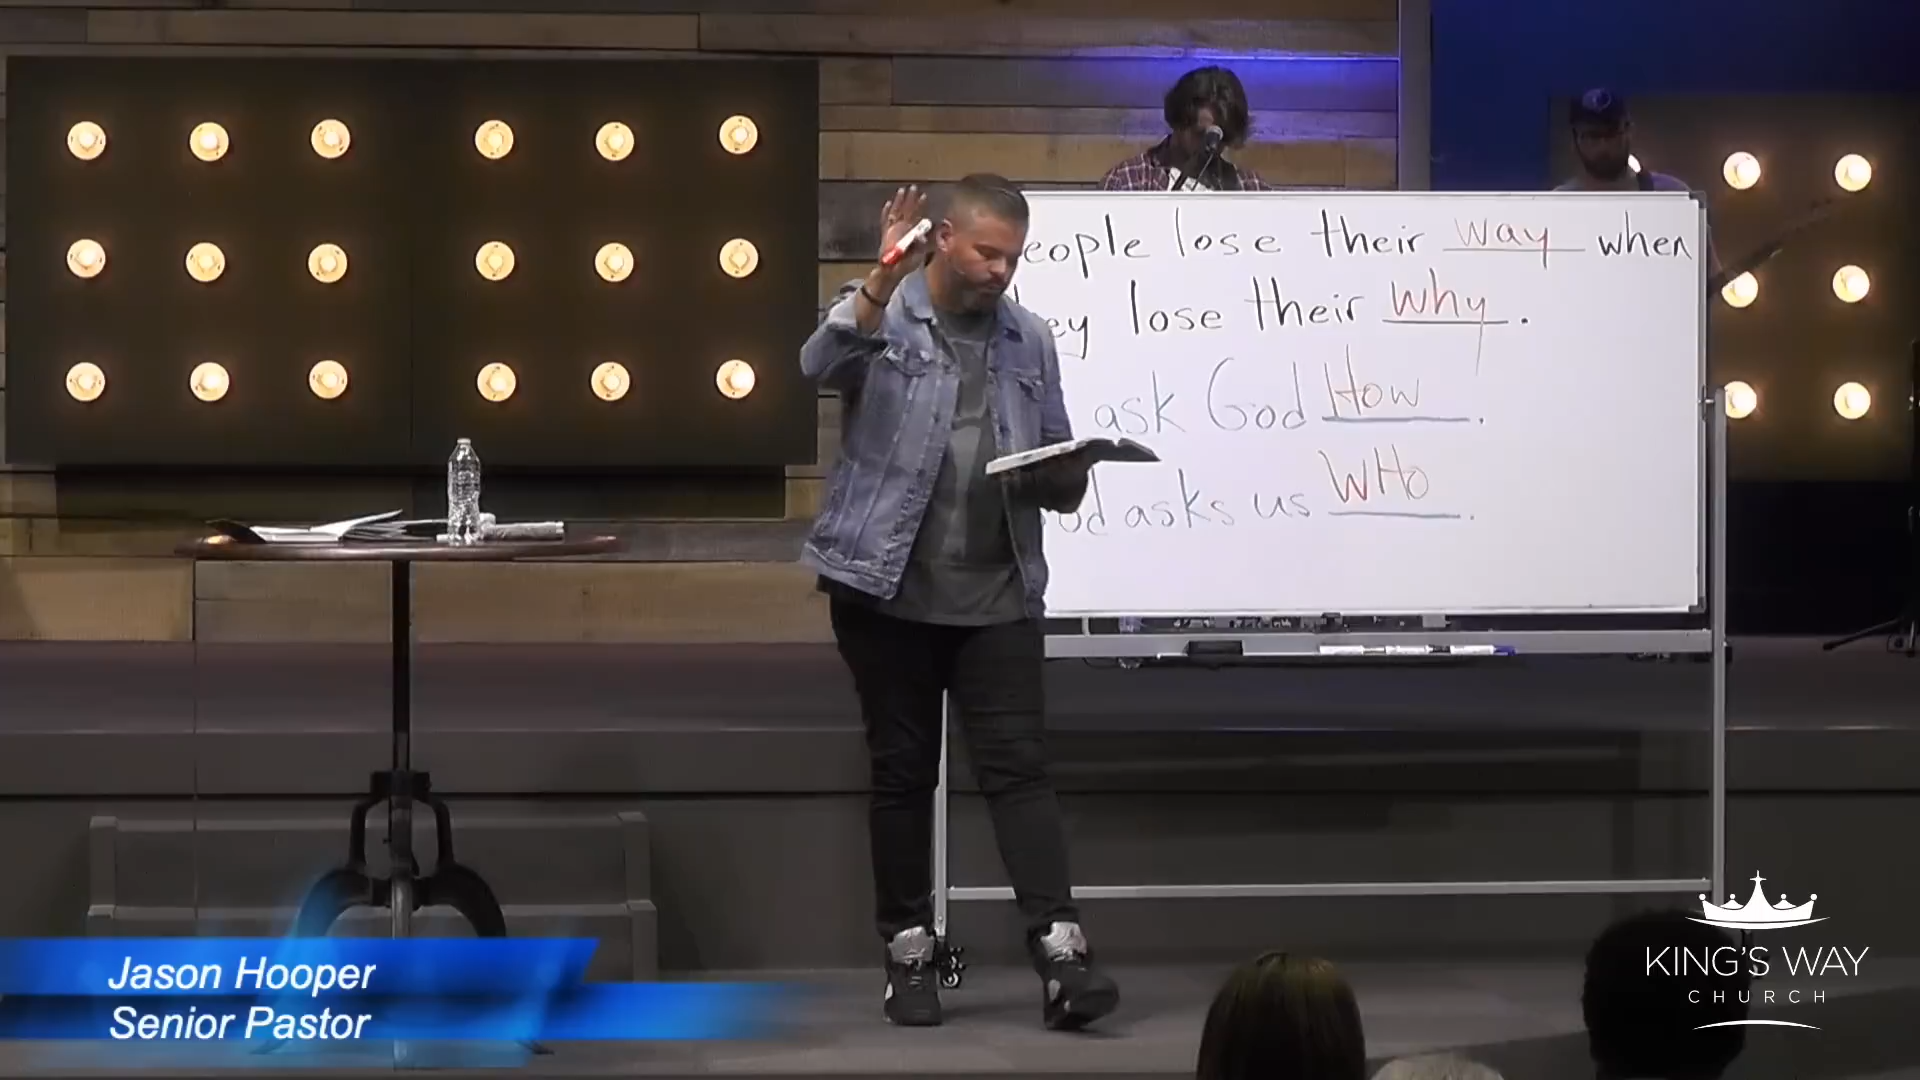 eople lose their way when
ey lose their why.
ask God How.
od asks us WHo.
Jason Hooper
Senior Pastor
KING'S WAY
CHURCH